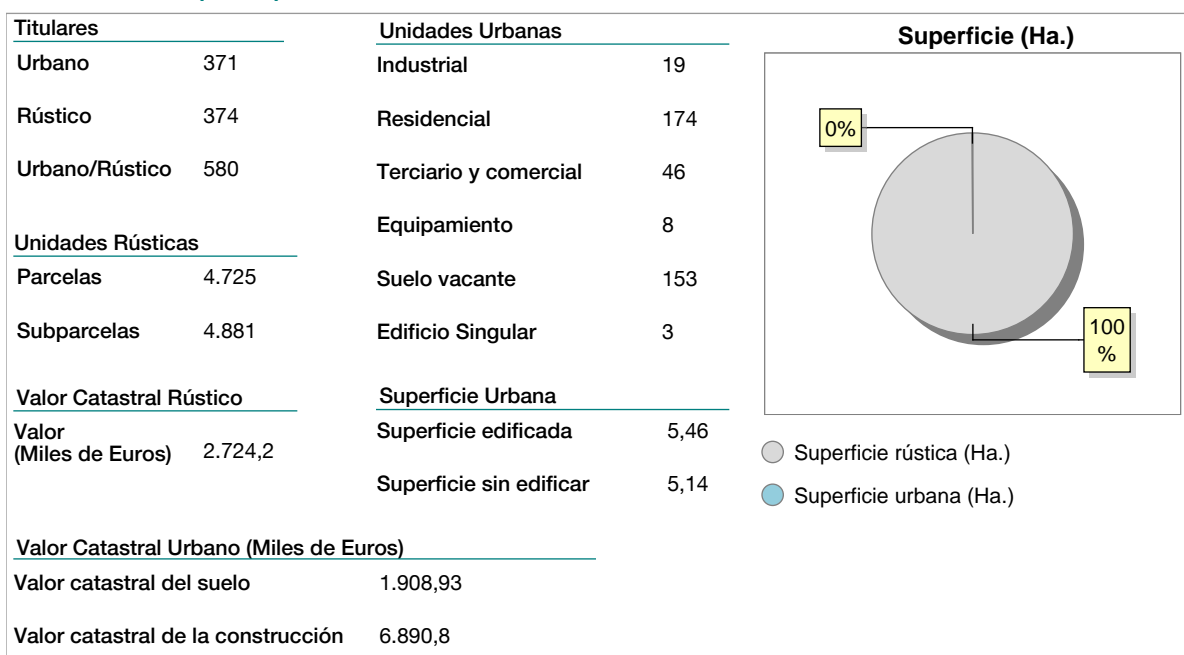 Titulares
Urbano 371
Rústico 374
Urbano/Rústico 580
Unidades Rústicas
Parcelas 4.725
Subparcelas 4.881
Valor Catastral Rústico
Valor
(Miles de Euros) 2.724,2
Unidades Urbanas
Industrial 19
Residencial 174
Terciario y comercial 46
Equipamiento 8
Suelo vacante 153
Edificio Singular 3
Superficie Urbana
Superficie edificada 5,46
Superficie sin edificar 5,14
Valor Catastral Urbano (Miles de Euros)
Valor catastral del suelo 1.908,93
Valor catastral de la construcción 6.890,8
Superficie (Ha.)
0%
100
%
Superficie rústica (Ha.)
Superficie urbana (Ha.)